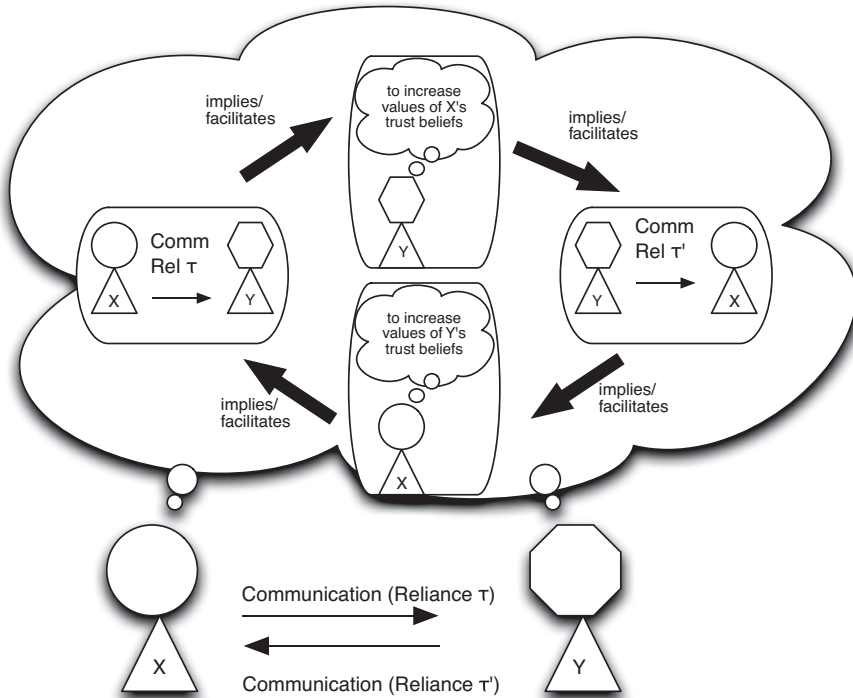 to increase
values of X's
trust beliefs
Y
implies/
facilitates
implies/
facilitates
Comm
Rel τ
X
Y
Comm
Rel τ'
Y
X
to increase
values of Y's
trust beliefs
X
implies/
facilitates
implies/
facilitates
Communication (Reliance τ)
X
Y
Communication (Reliance τ')